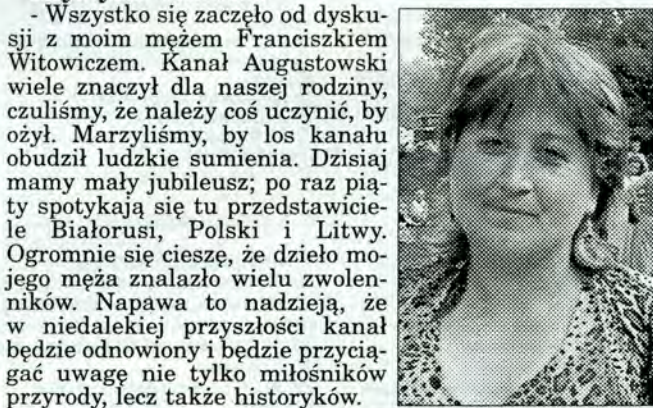 - Wszystko się zaczęło od dysku-
sji z moim mężem Franciszkiem
Witowiczem. Kanał Augustowski
wiele znaczył dla naszej rodziny,
czuliśmy, że należy coś uczynić, by
ożył. Marzyliśmy, by los kanału
obudził ludzkie sumienia. Dzisiaj
mamy mały jubileusz; po raz pią-
ty spotykają się tu przedstawicie-
le Białorusi, Polski i Litwy.
Ogromnie się cieszę, że dzieło mo-
jego męża znalazło wielu zwolen-
ników. Napawa to nadzieją, że
w niedalekiej przyszłości kanał
będzie odnowiony i będzie przycią-
gać uwagę nie tylko miłośników
przyrody, lecz także historyków.